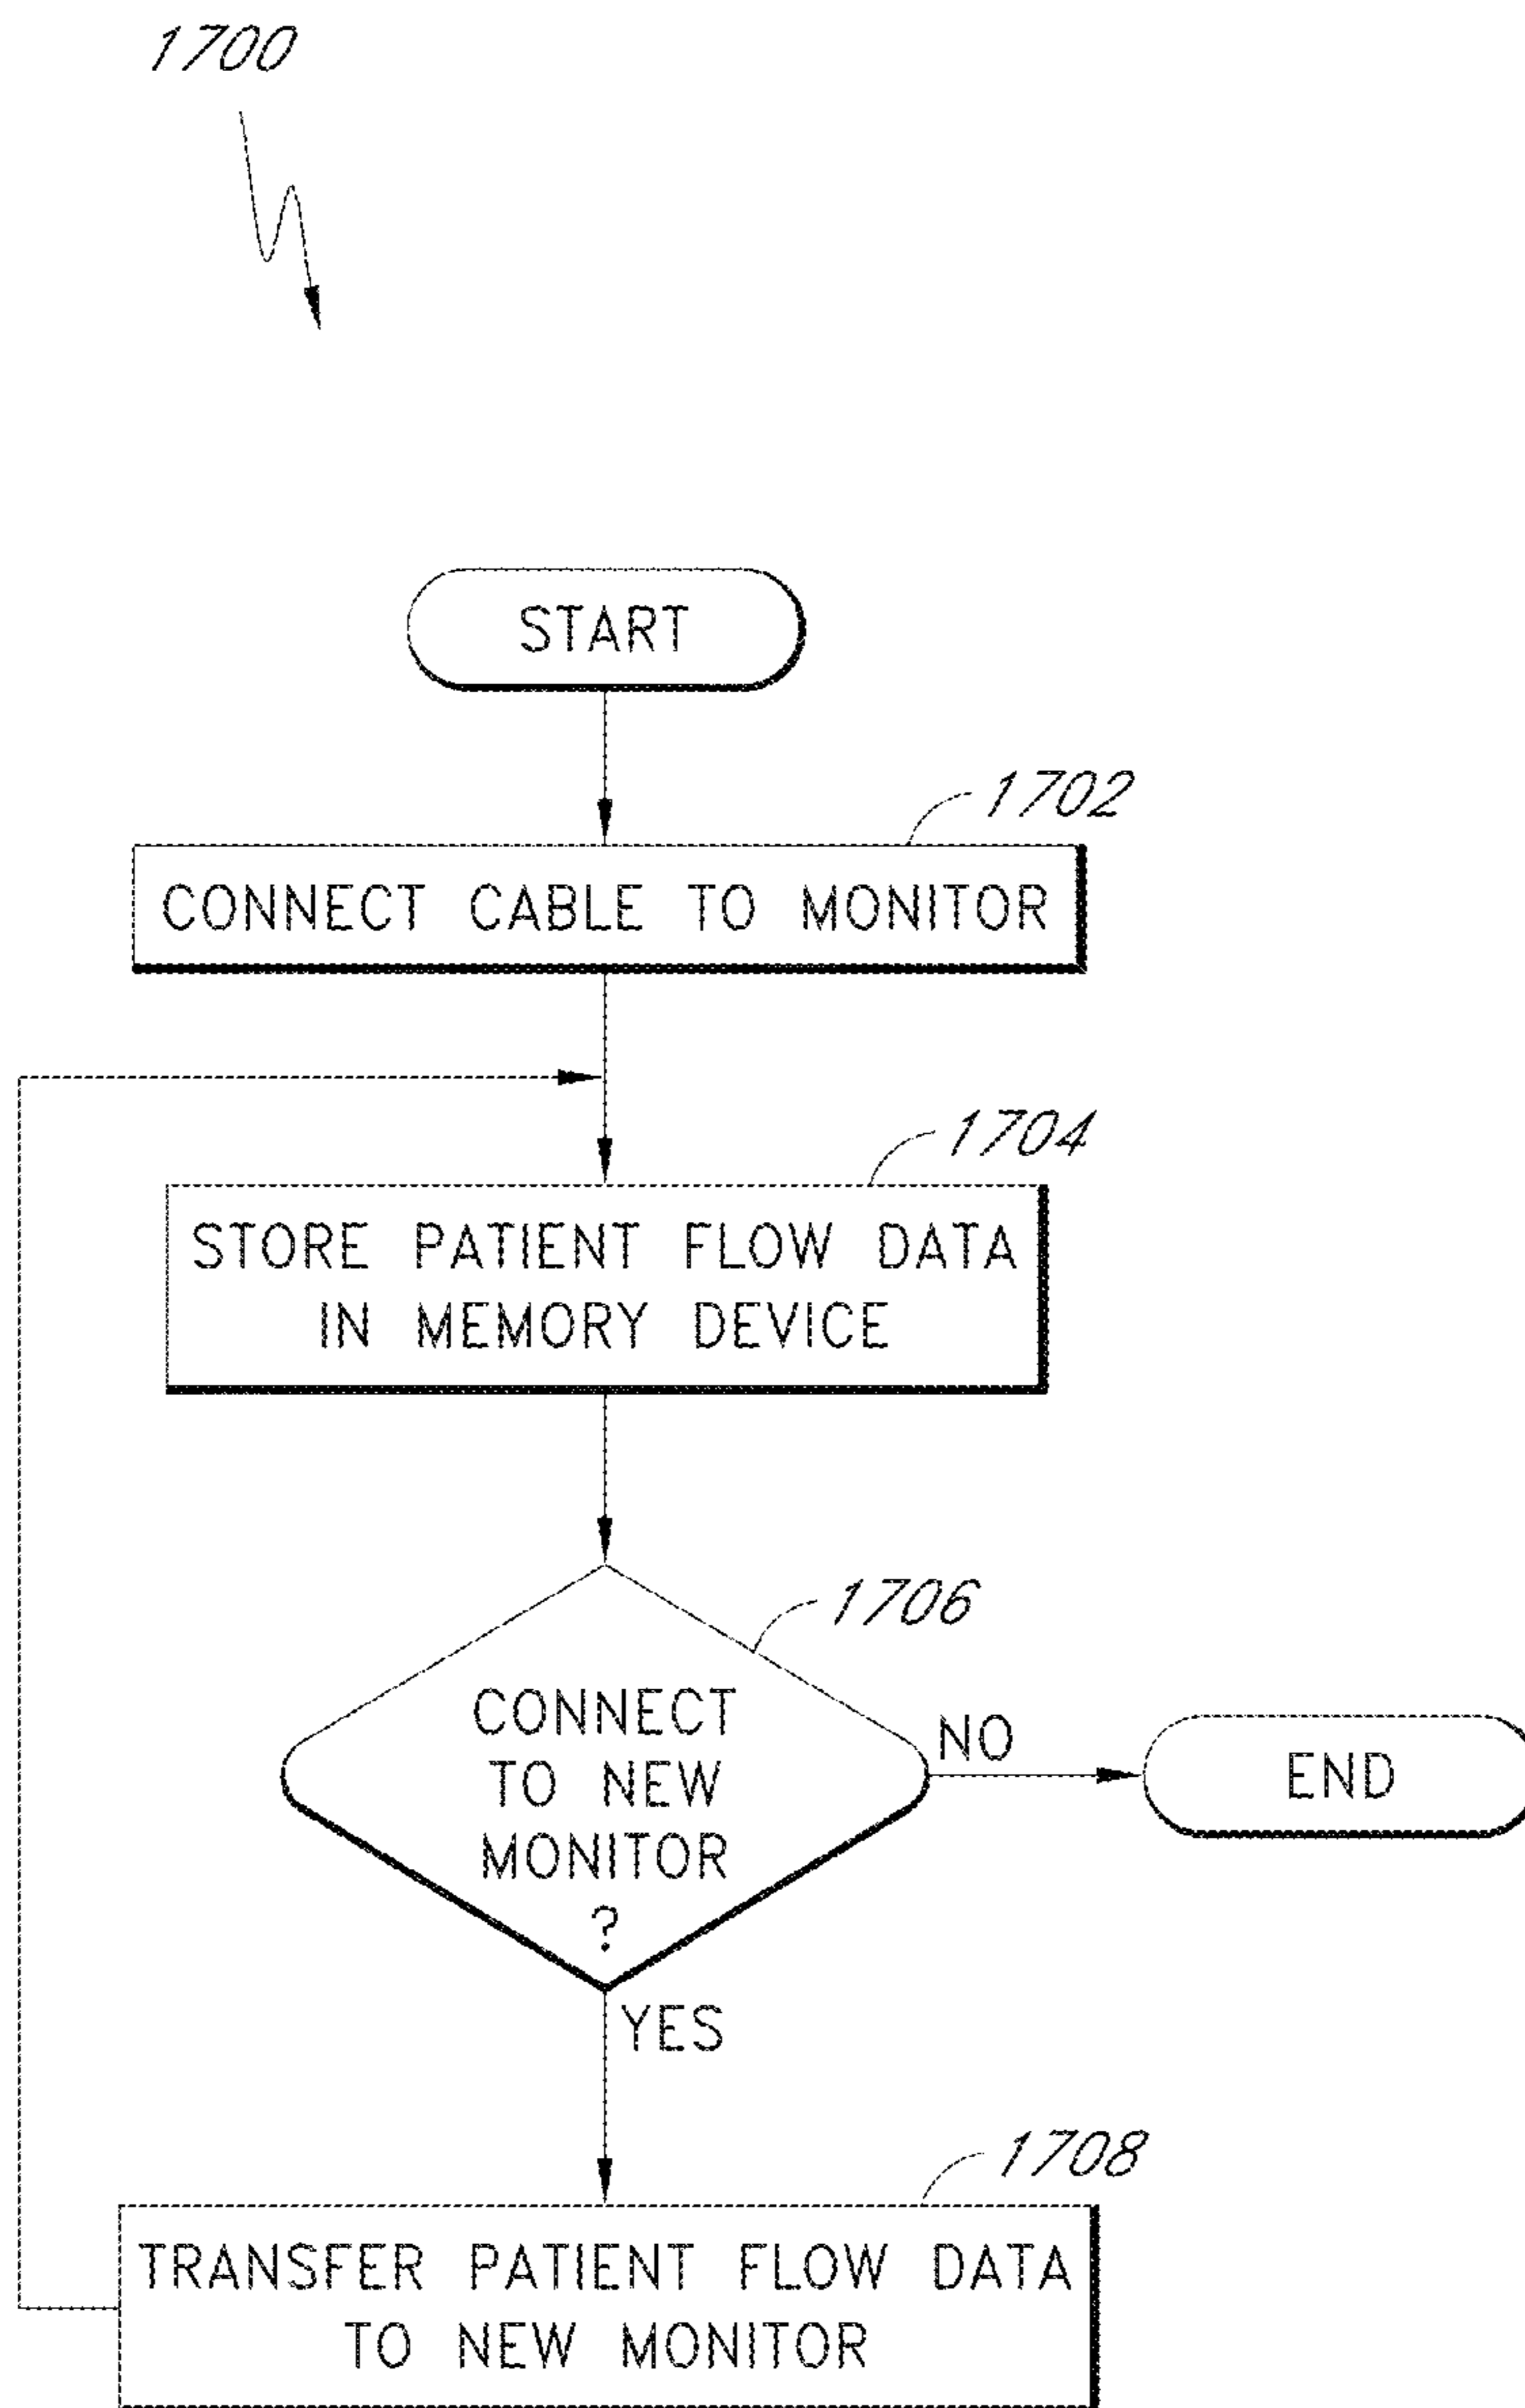 1700
START
1702
CONNECT CABLE TO MONITOR
1704
STORE PATIENT FLOW DATA
IN MEMORY DEVICE
1706
CONNECT
TO NEW
MONITOR
?
NO
END
YES
1708
TRANSFER PATIENT FLOW DATA
TO NEW MONITOR